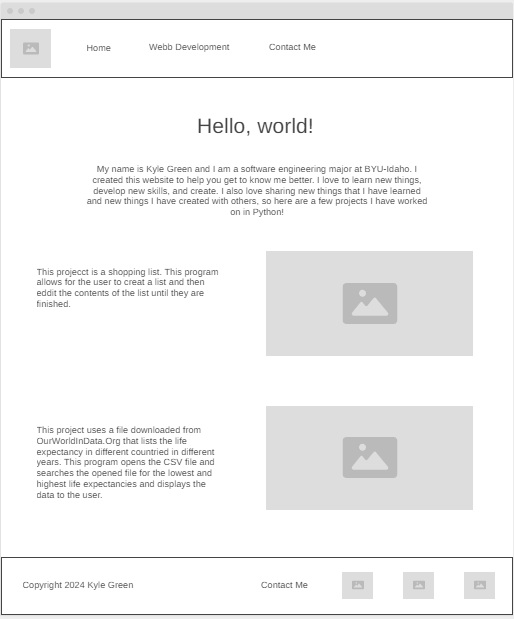 Home Webb Development Contact Me
Hello, world!
My name is Kyle Green and I am a software engineering major at BYU-Idaho. I
created this website to help you get to know me better. I love to learn new things,
develop new skills, and create. I also love sharing new things that I have learned
and new things I have created with others, so here are a few projects I have worked
on in Python!
This projecct is a shopping list. This program
allows for the user to creat a list and then
eddit the contents of the list until they are
finished.
This project uses a file downloaded from
OurWorldInData.Org that lists the life
expectancy in different countried in different
years. This program opens the CSV file and
searches the opened file for the lowest and
highest life expectancies and displays the
data to the user.
Copyright 2024 Kyle Green Contact Me